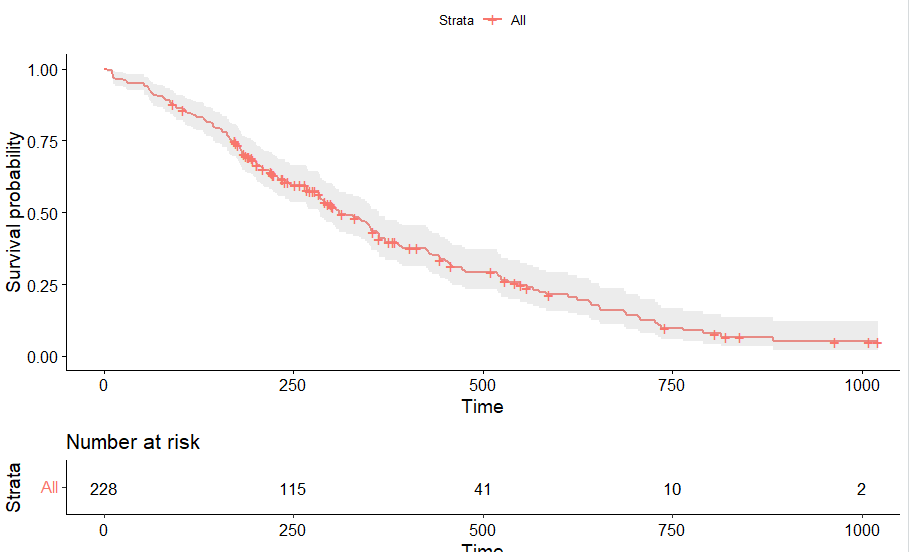 Strata All
1.00
0.75
0.50
0.25
0.00
Survival probability
0 250 500 750 1000
Time
Number at risk
Strata
All 228 115 41 10 2
0 250 500 750 1000
Time